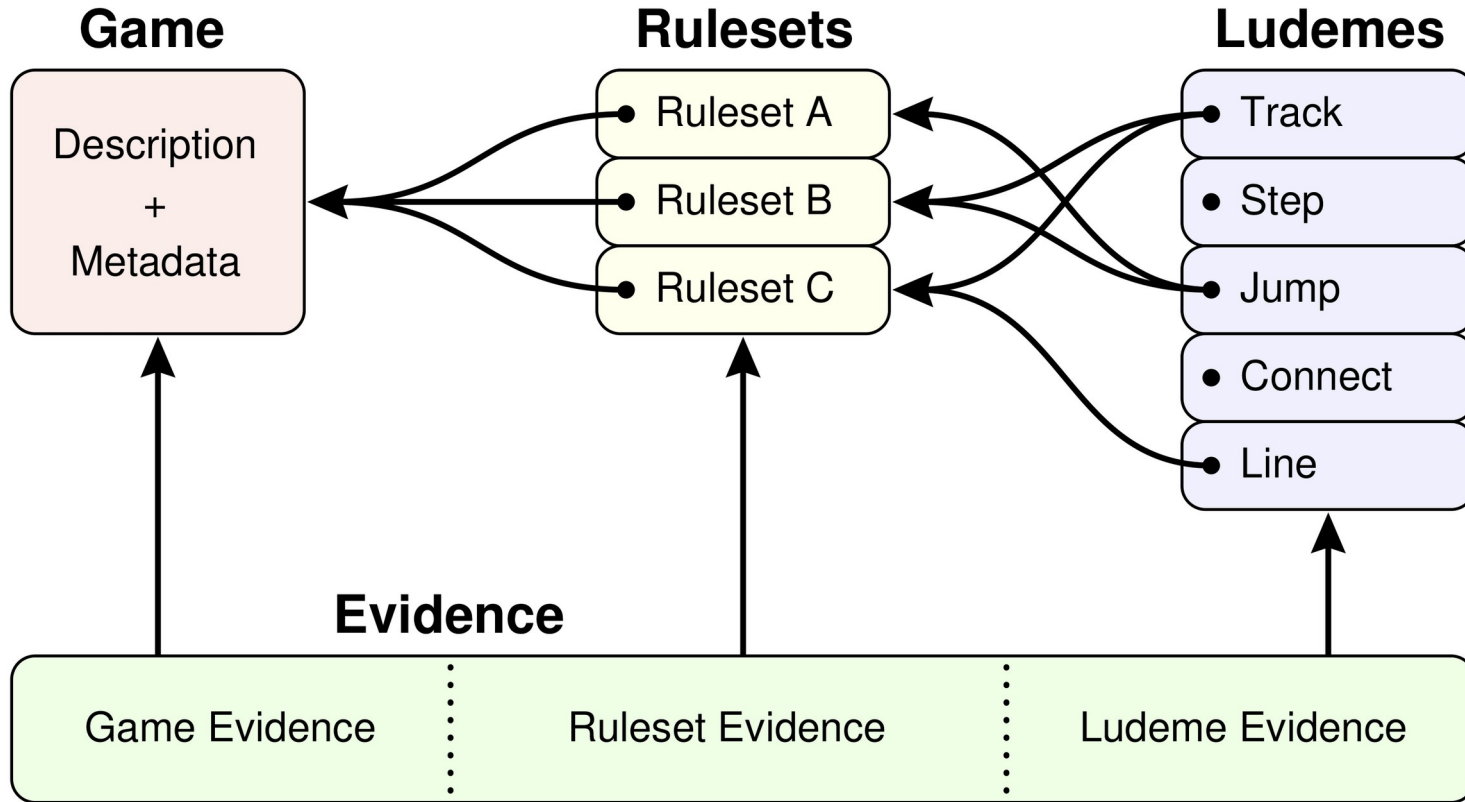 Game
Rulesets
Ludemes
Description
+
Metadata
Ruleset A
Ruleset B
Ruleset C
Track
Step
Jump
Connect
Line
Evidence
Game Evidence
Ruleset Evidence
Ludeme Evidence